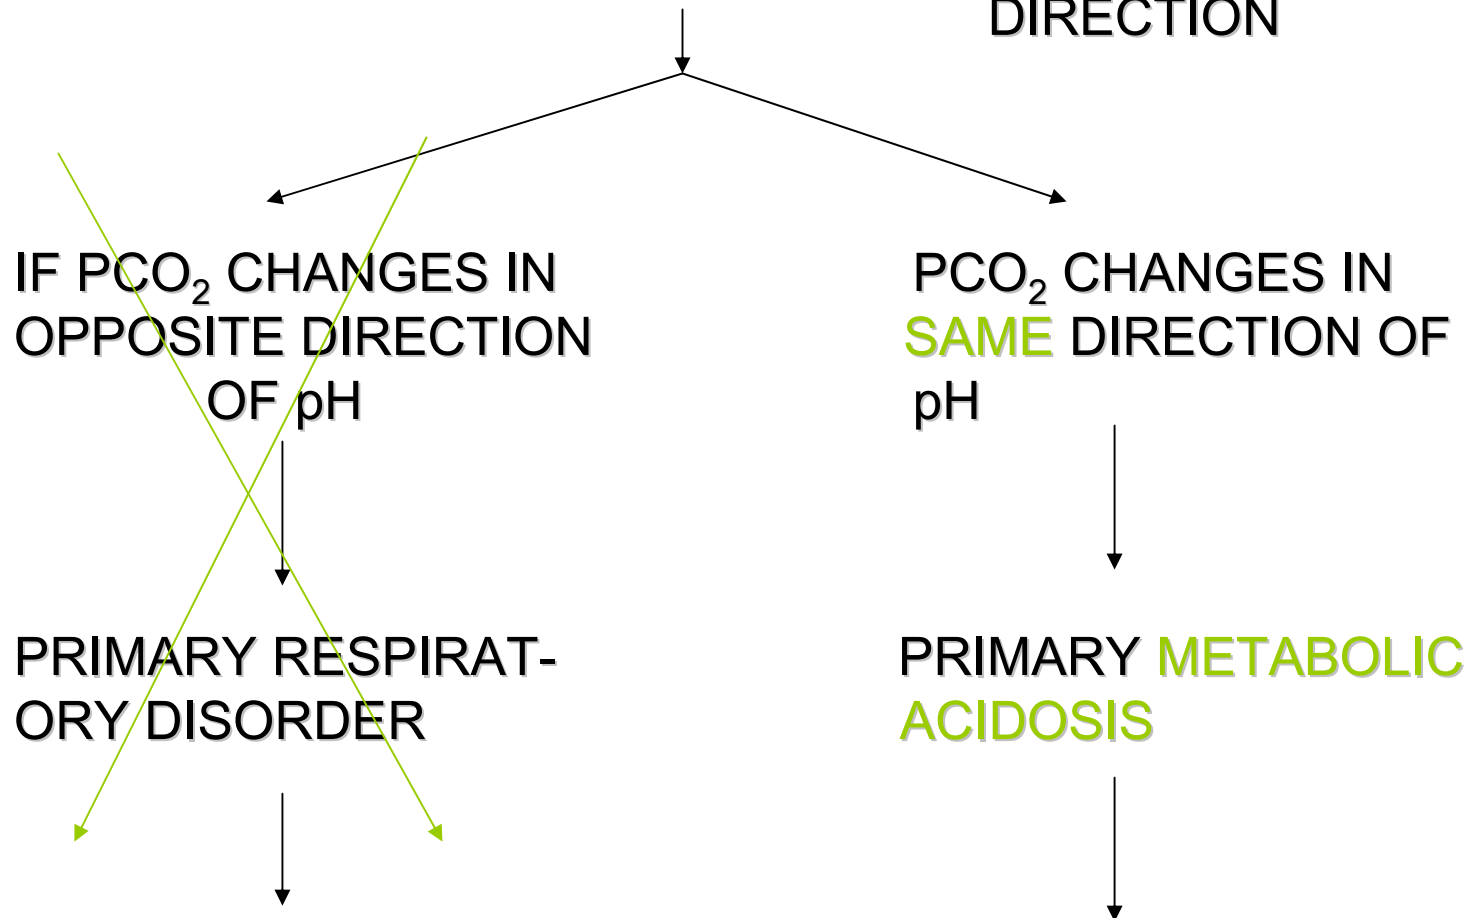 DIRECTION
IF PCO₂ CHANGES IN
OPPOSITE DIRECTION
OF pH
PCO₂ CHANGES IN
SAME DIRECTION OF
pH
PRIMARY RESPIRAT-
ORY DISORDER
PRIMARY METABOLIC
ACIDOSIS